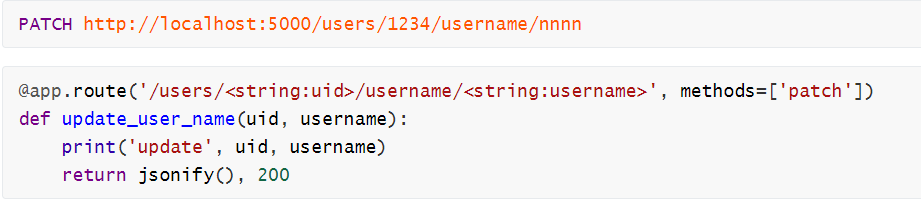 PATCH http://localhost:5000/users/1234/username/nnnn
@app.route('/users/<string:uid>/username/<string:username>', methods=['patch'])
def update_user_name(uid, username):
    print('update', uid, username)
    return jsonify(), 200